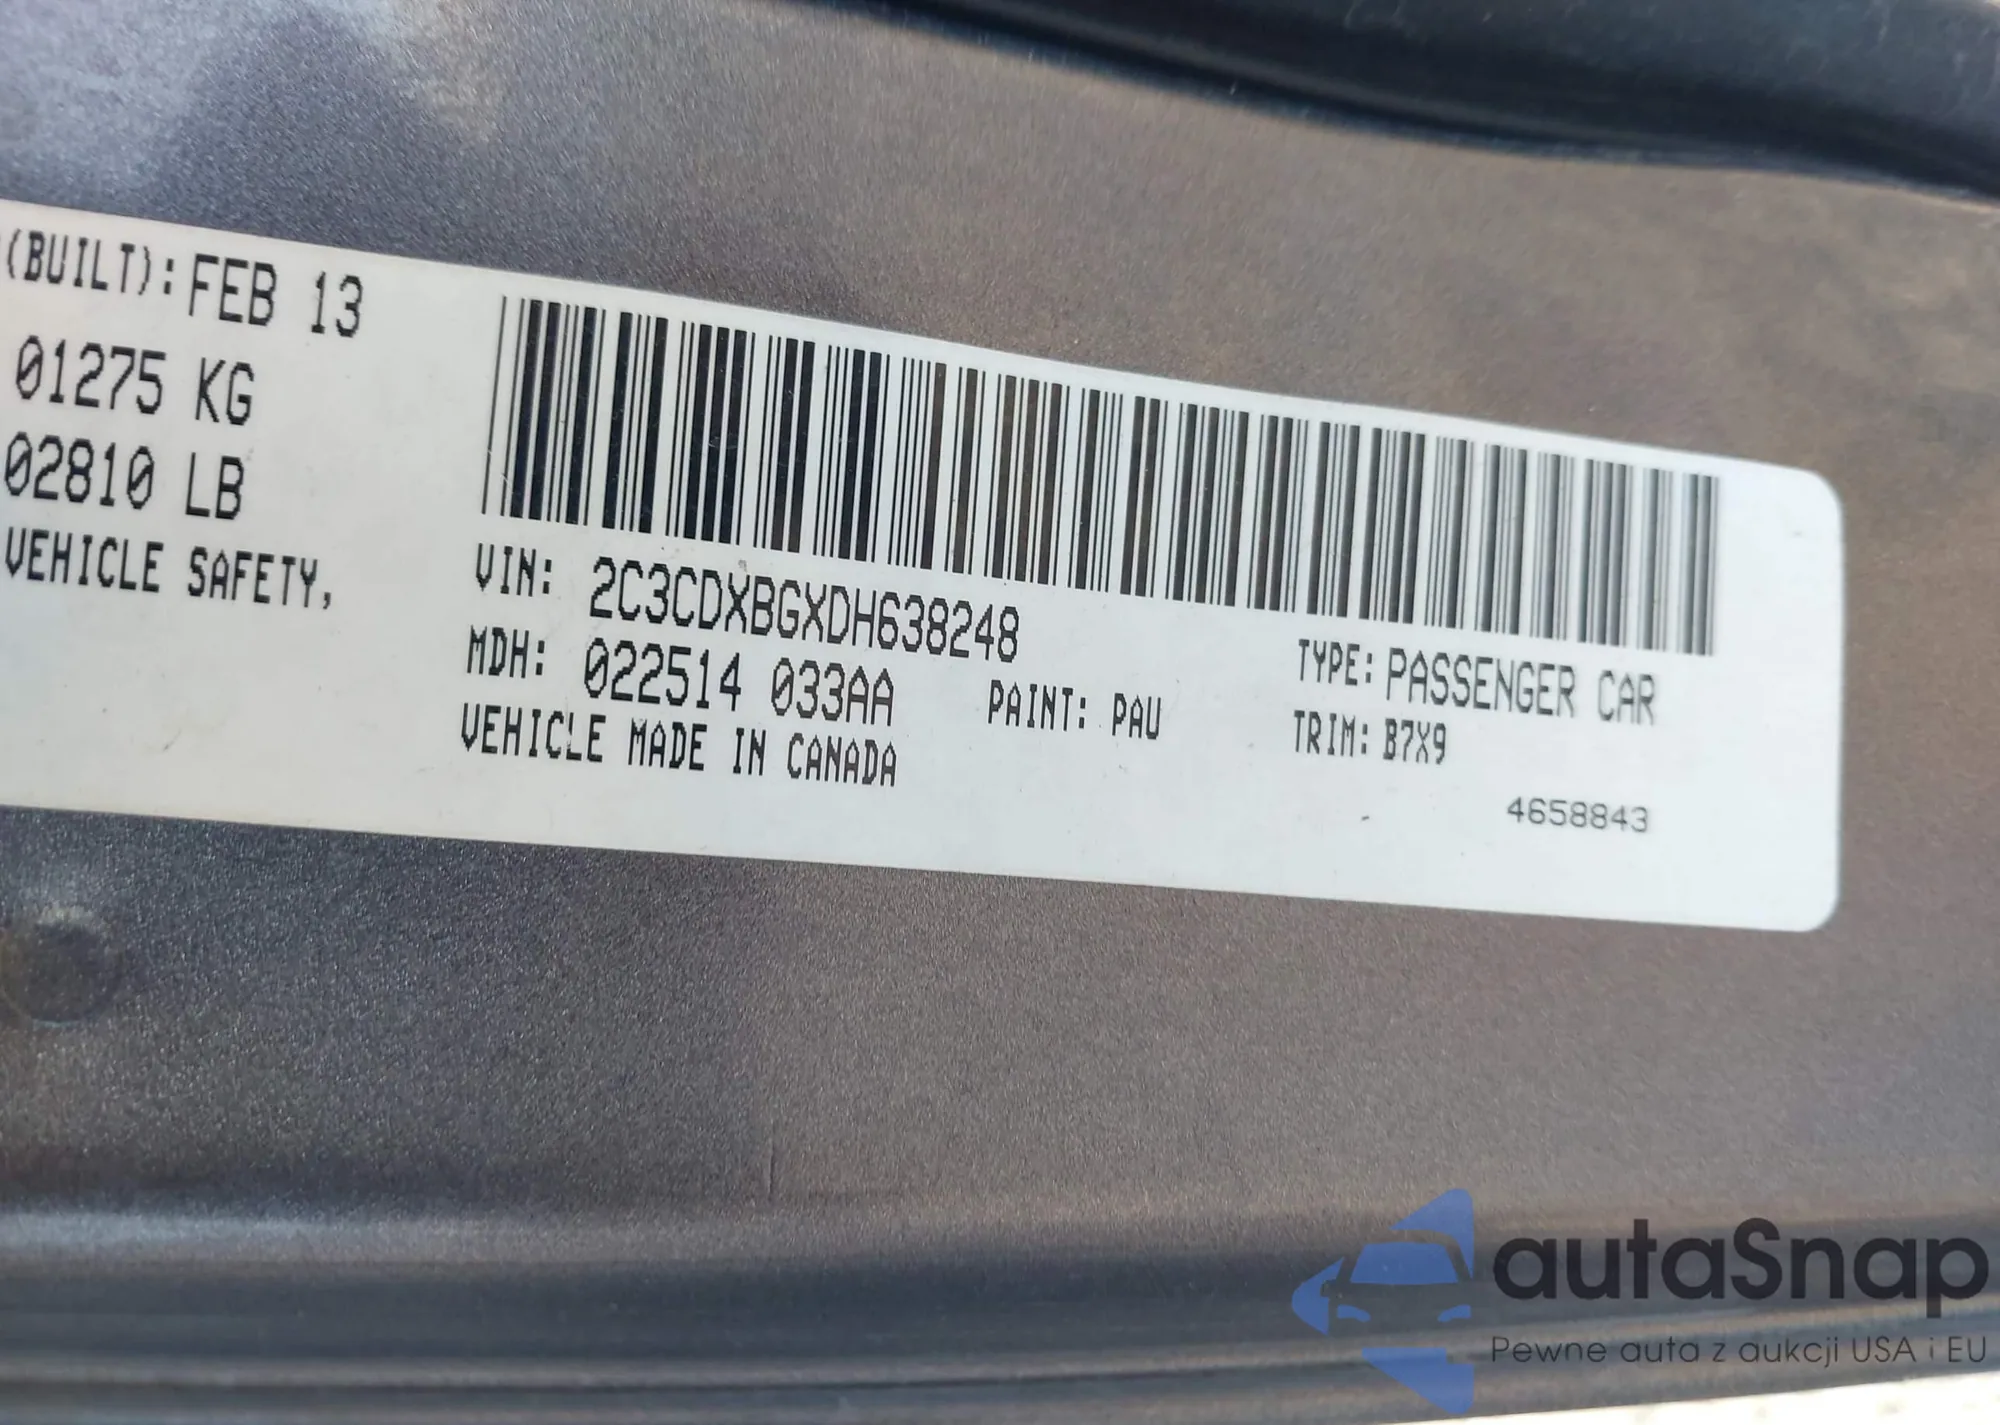 (BUILT): FEB 13
01275 KG
02810 LB
VEHICLE SAFETY,
VIN: 2C3CDXBGXDH638248
TYPE: PASSENGER CAR
MDH: 022514 033AA
PAINT: PAU
TRIM: B7X9
VEHICLE MADE IN CANADA
4658843
autaSnap
Pewne auta z aukcji USA i EU